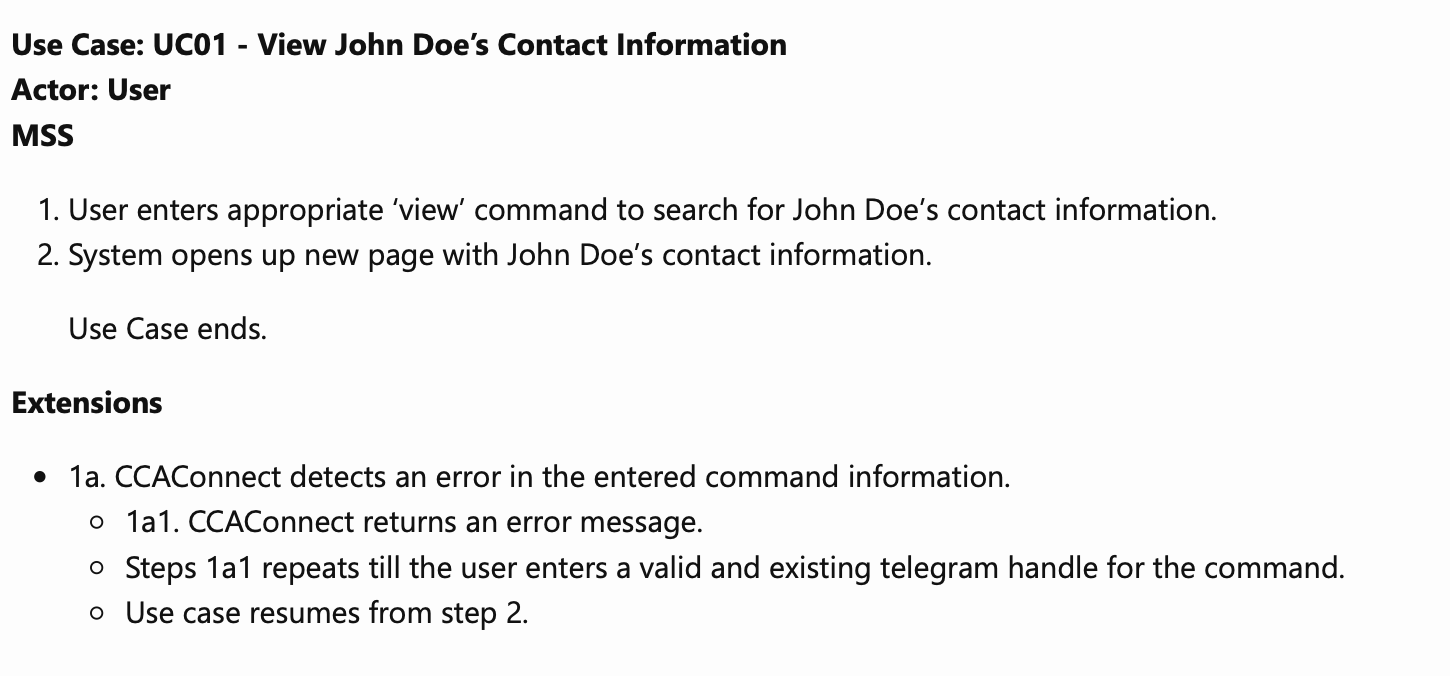 Use Case: UC01 - View John Doe’s Contact Information
Actor: User
MSS
1. User enters appropriate ‘view’ command to search for John Doe’s contact information.
2. System opens up new page with John Doe’s contact information.
Use Case ends.
Extensions
• 1a. CCAConnect detects an error in the entered command information.
○ 1a1. CCAConnect returns an error message.
○ Steps 1a1 repeats till the user enters a valid and existing telegram handle for the command.
○ Use case resumes from step 2.